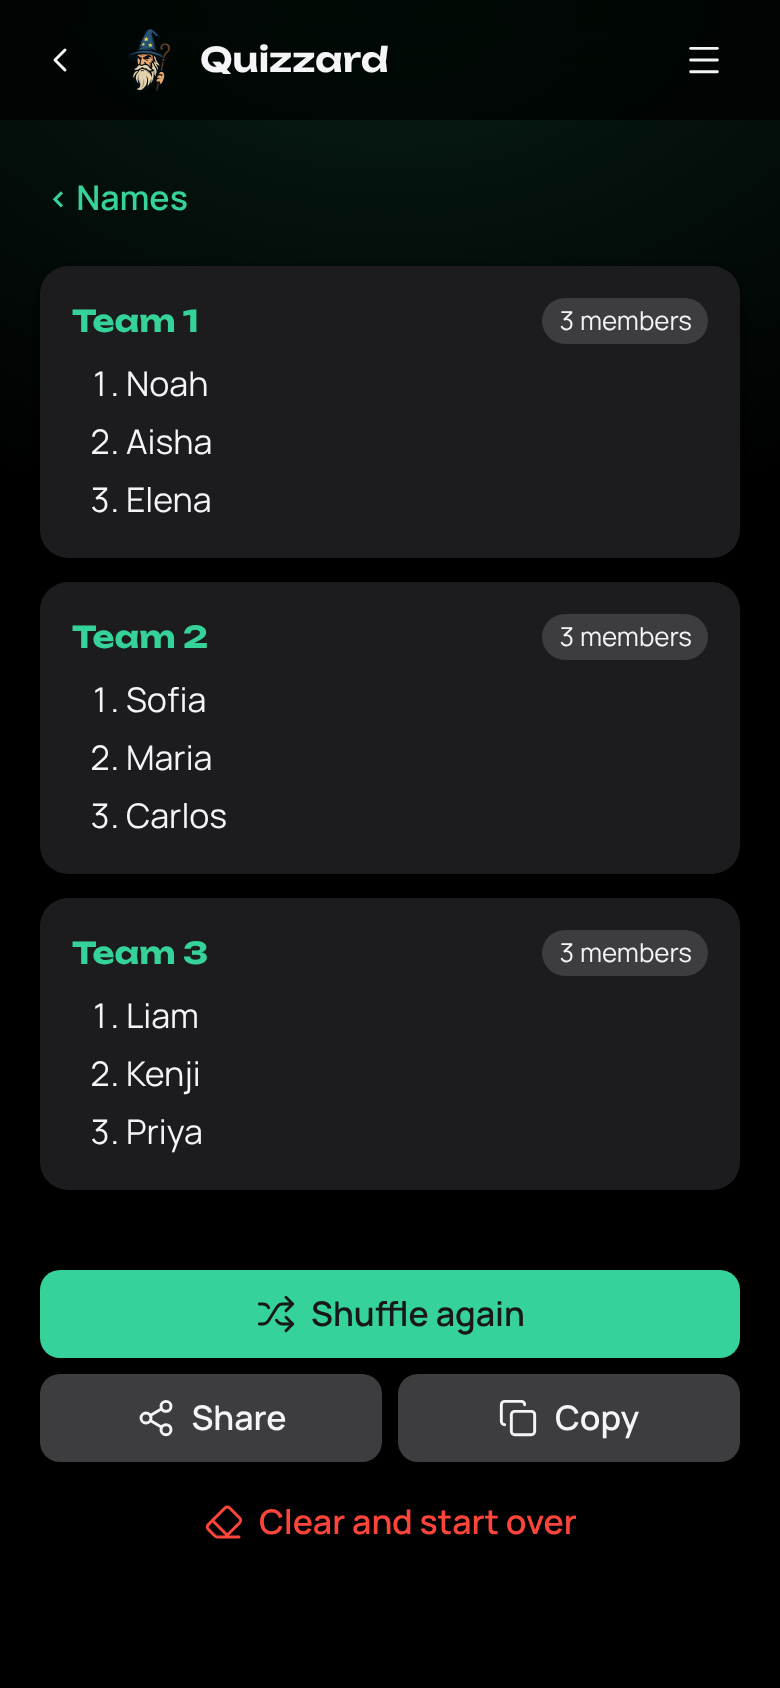 Quizzard
Names
Team 1
3 members
1. Noah
2. Aisha
3. Elena
Team 2
3 members
1. Sofia
2. Maria
3. Carlos
Team 3
3 members
1. Liam
2. Kenji
3. Priya
Shuffle again
Share
Copy
Clear and start over